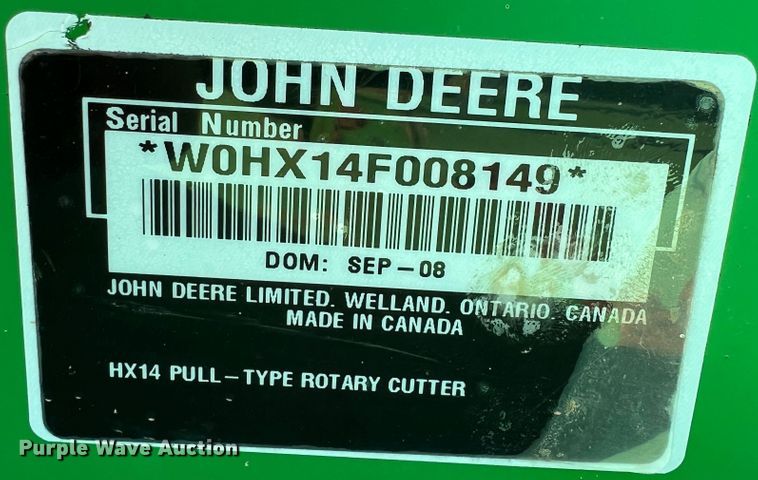 JOHN DEERE
Serial Number
*W0HX14F008149*
DOM: SEP-08
JOHN DEERE LIMITED. WELLAND. ONTARIO CANADA
MADE IN CANADA
HX14 PULL-TYPE ROTARY CUTTER
Purple Wave Auction